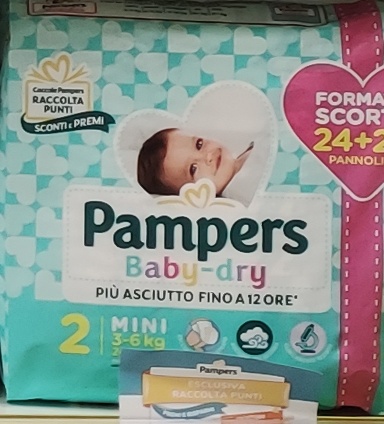 Coccole Pampers
RACCOLTA
PUNTI
SCONTI E PREMI
FORMA
SCOR
24+2
PANNOLI
Pampers
Baby-dry
PIÙ ASCIUTTO FINO A 12 ORE*
2
MINI
3-6 kg
Pampers
ESCLUSIVA
RACCOLTA PUNTI